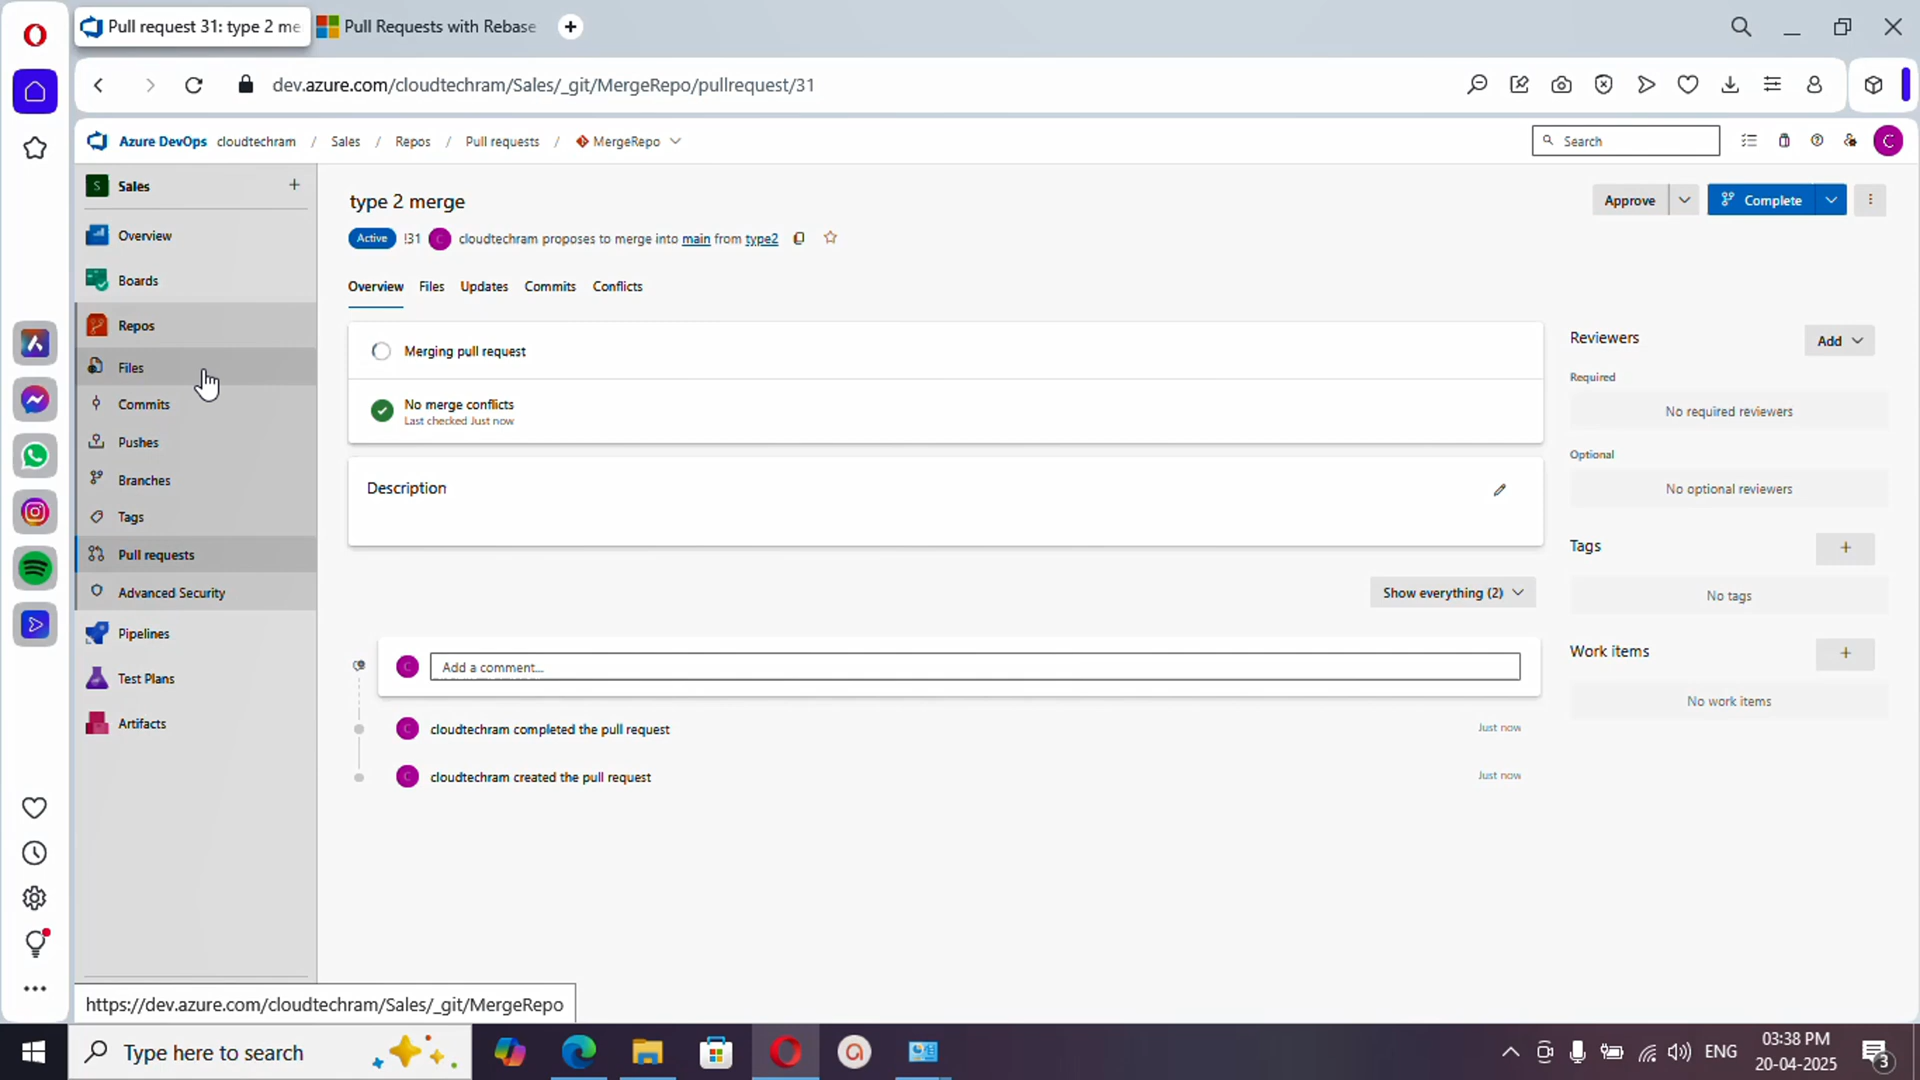 Pull request 31: type 2 me
Pull Requests with Rebase
dev.azure.com/cloudtechram/Sales/_git/MergeRepo/pullrequest/31
Azure DevOps cloudtechram / Sales / Repos / Pull requests / MergeRepo
Search
C
S Sales
Overview
Boards
Repos
Files
Commits
Pushes
Branches
Tags
Pull requests
Advanced Security
Pipelines
Test Plans
Artifacts
type 2 merge
Approve
Complete
Active !31 C cloudtechram proposes to merge into main from type2
Overview Files Updates Commits Conflicts
Merging pull request
No merge conflicts
Last checked Just now
Description
Show everything (2)
C Add a comment...
C cloudtechram completed the pull request Just now
C cloudtechram created the pull request Just now
Reviewers
Add
Required
No required reviewers
Optional
No optional reviewers
Tags
No tags
Work items
No work items
https://dev.azure.com/cloudtechram/Sales/_git/MergeRepo
Type here to search
ENG
03:38 PM
20-04-2025
3